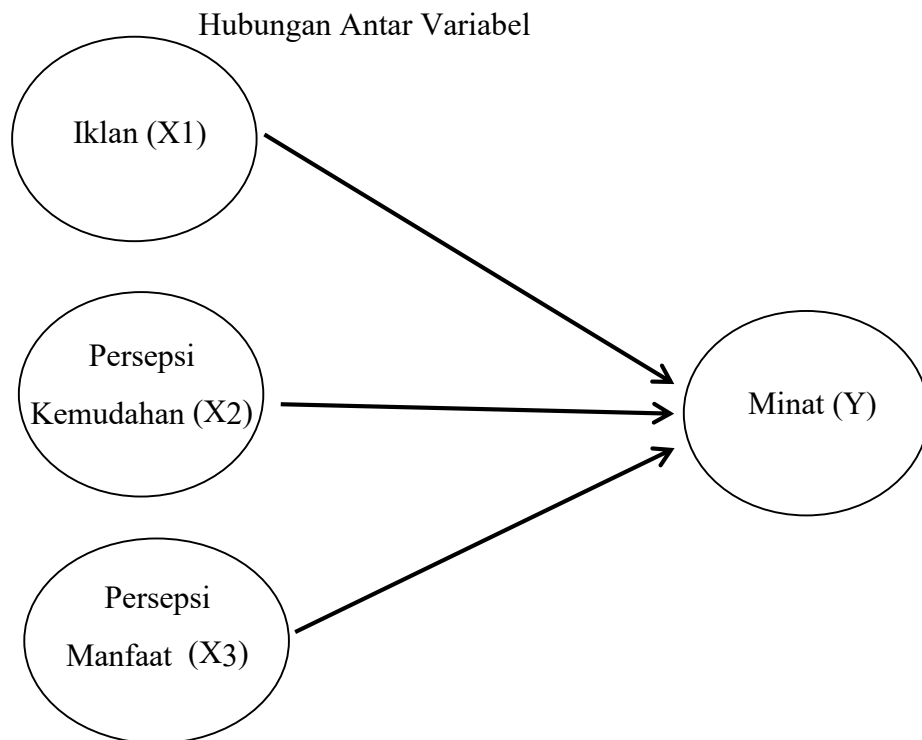 Hubungan Antar Variabel
Iklan (X1)
Persepsi
Kemudahan (X2)
Minat (Y)
Persepsi
Manfaat (X3)